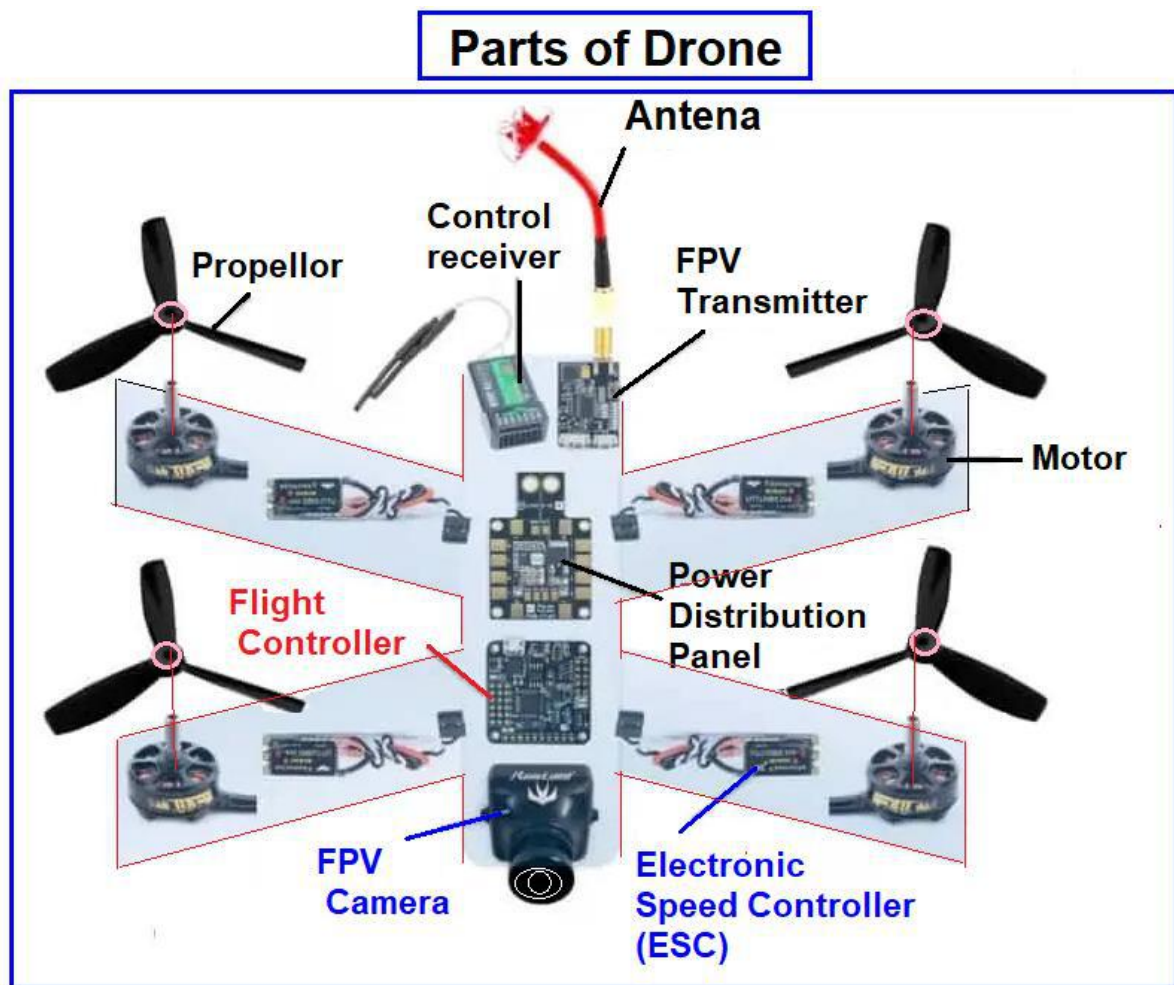 Parts of Drone
Antena
Control
receiver
FPV
Transmitter
Propellor
Motor
Power
Distribution
Panel
Flight
Controller
FPV
Camera
Electronic
Speed Controller
(ESC)